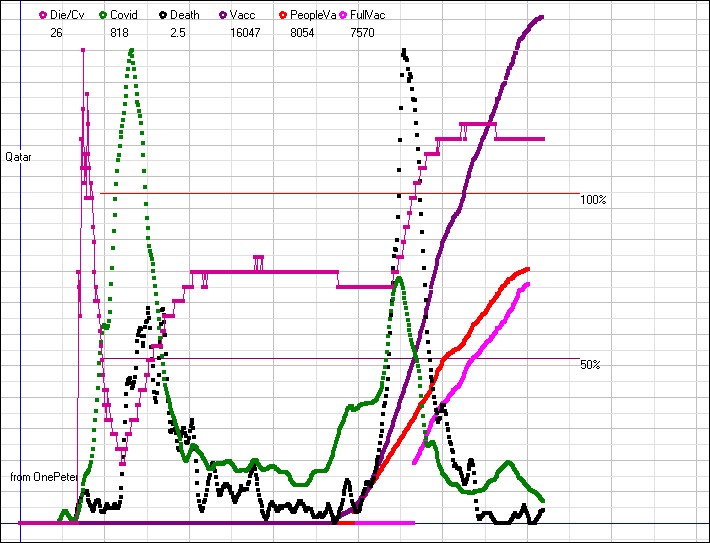 Die/Cv Covid Death Vacc PeopleVa FullVac
26 818 2.5 16047 8054 7570
Qatar
100%
50%
from OnePeter